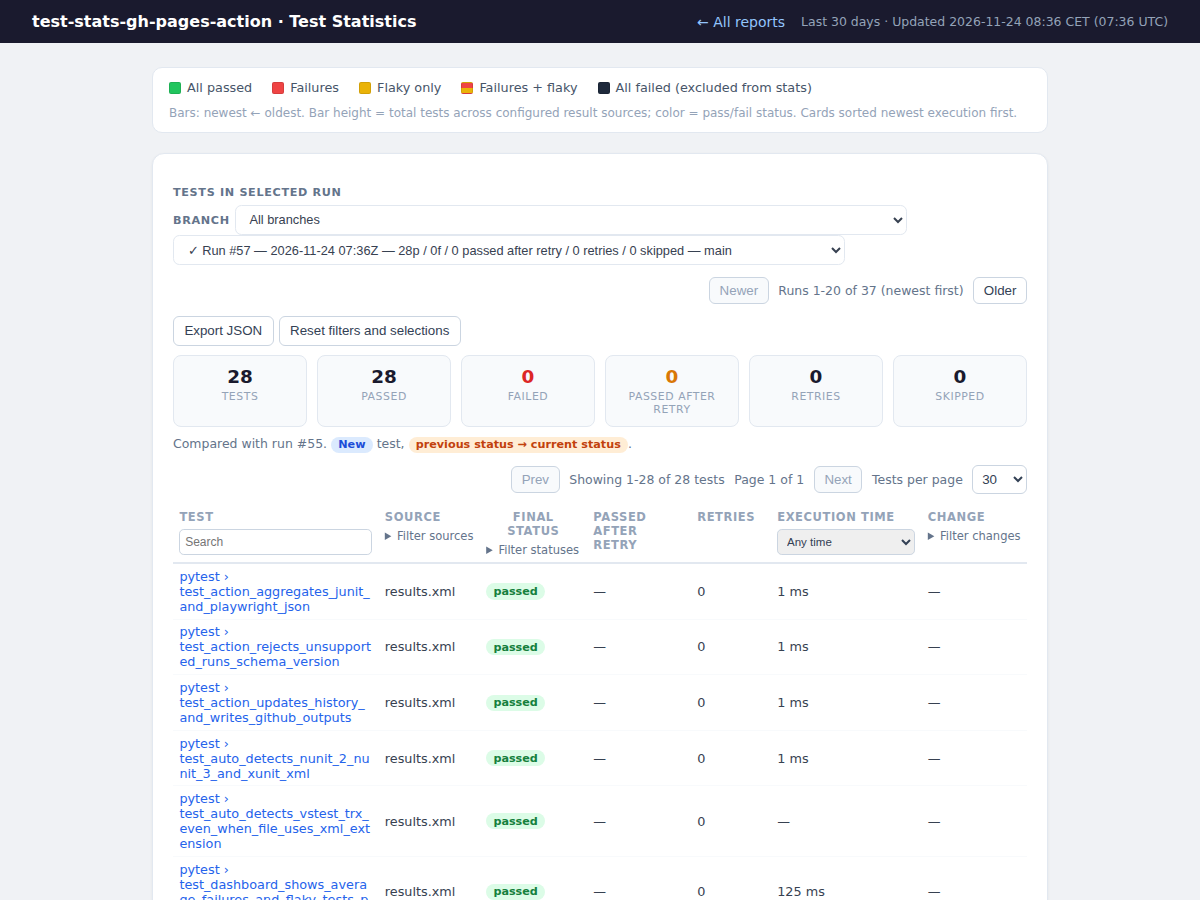 test-stats-gh-pages-action · Test Statistics
← All reports
Last 30 days · Updated 2026-11-24 08:36 CET (07:36 UTC)
All passed
Failures
Flaky only
Failures + flaky
All failed (excluded from stats)
Bars: newest ← oldest. Bar height = total tests across configured result sources; color = pass/fail status. Cards sorted newest execution first.
TESTS IN SELECTED RUN
BRANCH
All branches
✓ Run #57 — 2026-11-24 07:36Z — 28p / 0f / 0 passed after retry / 0 retries / 0 skipped — main
Newer
Runs 1-20 of 37 (newest first)
Older
Export JSON
Reset filters and selections
28
TESTS
28
PASSED
0
FAILED
0
PASSED AFTER
RETRY
0
RETRIES
0
SKIPPED
Compared with run #55. New test, previous status → current status.
Prev
Showing 1-28 of 28 tests
Page 1 of 1
Next
Tests per page
30
TEST
Search
SOURCE
▶ Filter sources
FINAL
STATUS
▶ Filter statuses
PASSED
AFTER
RETRY
RETRIES
EXECUTION TIME
Any time
CHANGE
▶ Filter changes
pytest ›
test_action_aggregates_junit_
and_playwright_json
results.xml
passed
—
0
1 ms
—
pytest ›
test_action_rejects_unsupport
ed_runs_schema_version
results.xml
passed
—
0
1 ms
—
pytest ›
test_action_updates_history_
and_writes_github_outputs
results.xml
passed
—
0
1 ms
—
pytest ›
test_auto_detects_nunit_2_nu
nit_3_and_xunit_xml
results.xml
passed
—
0
1 ms
—
pytest ›
test_auto_detects_vstest_trx_
even_when_file_uses_xml_ext
ension
results.xml
passed
—
0
—
—
pytest ›
test_dashboard_shows_avera
ge_failures_and_flaky_tests_p
results.xml
passed
—
0
125 ms
—